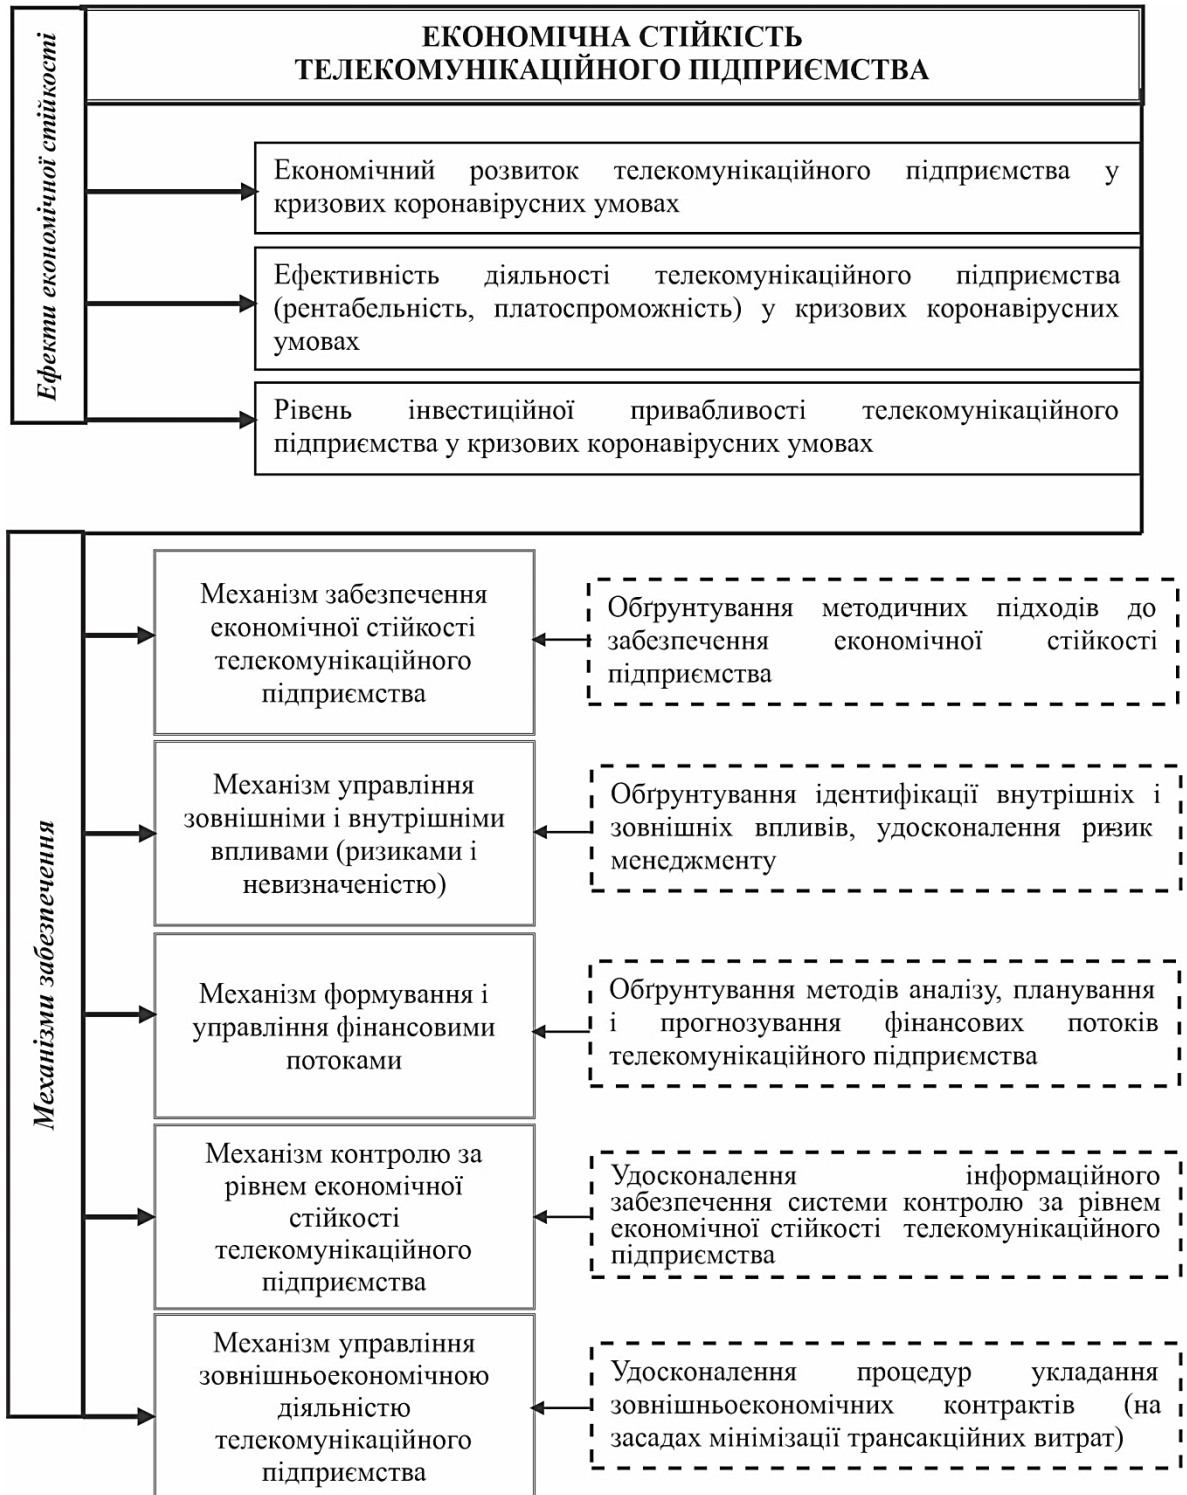 ЕКОНОМІЧНА СТІЙКІСТЬ
ТЕЛЕКОМУНІКАЦІЙНОГО ПІДПРИЄМСТВА
Ефекти економічної стійкості
Економічний розвиток телекомунікаційного підприємства у
кризових коронавірусних умовах
Ефективність діяльності телекомунікаційного підприємства
(рентабельність, платоспроможність) у кризових коронавірусних
умовах
Рівень інвестиційної привабливості телекомунікаційного
підприємства у кризових коронавірусних умовах
Механізми забезпечення
Механізм забезпечення
економічної стійкості
телекомунікаційного
підприємства
Обґрунтування методичних підходів до
забезпечення економічної стійкості
підприємства
Механізм управління
зовнішніми і внутрішніми
впливами (ризиками і
невизначеністю)
Обґрунтування ідентифікації внутрішніх і
зовнішніх впливів, удосконалення ризик-
менеджменту
Механізм формування і
управління фінансовими
потоками
Обґрунтування методів аналізу, планування
і прогнозування фінансових потоків
телекомунікаційного підприємства
Механізм контролю за
рівнем економічної
стійкості
телекомунікаційного
підприємства
Удосконалення інформаційного
забезпечення системи контролю за рівнем
економічної стійкості телекомунікаційного
підприємства
Механізм управління
зовнішньоекономічною
діяльністю
телекомунікаційного
підприємства
Удосконалення процедур укладання
зовнішньоекономічних контрактів (на
засадах мінімізації трансакційних витрат)